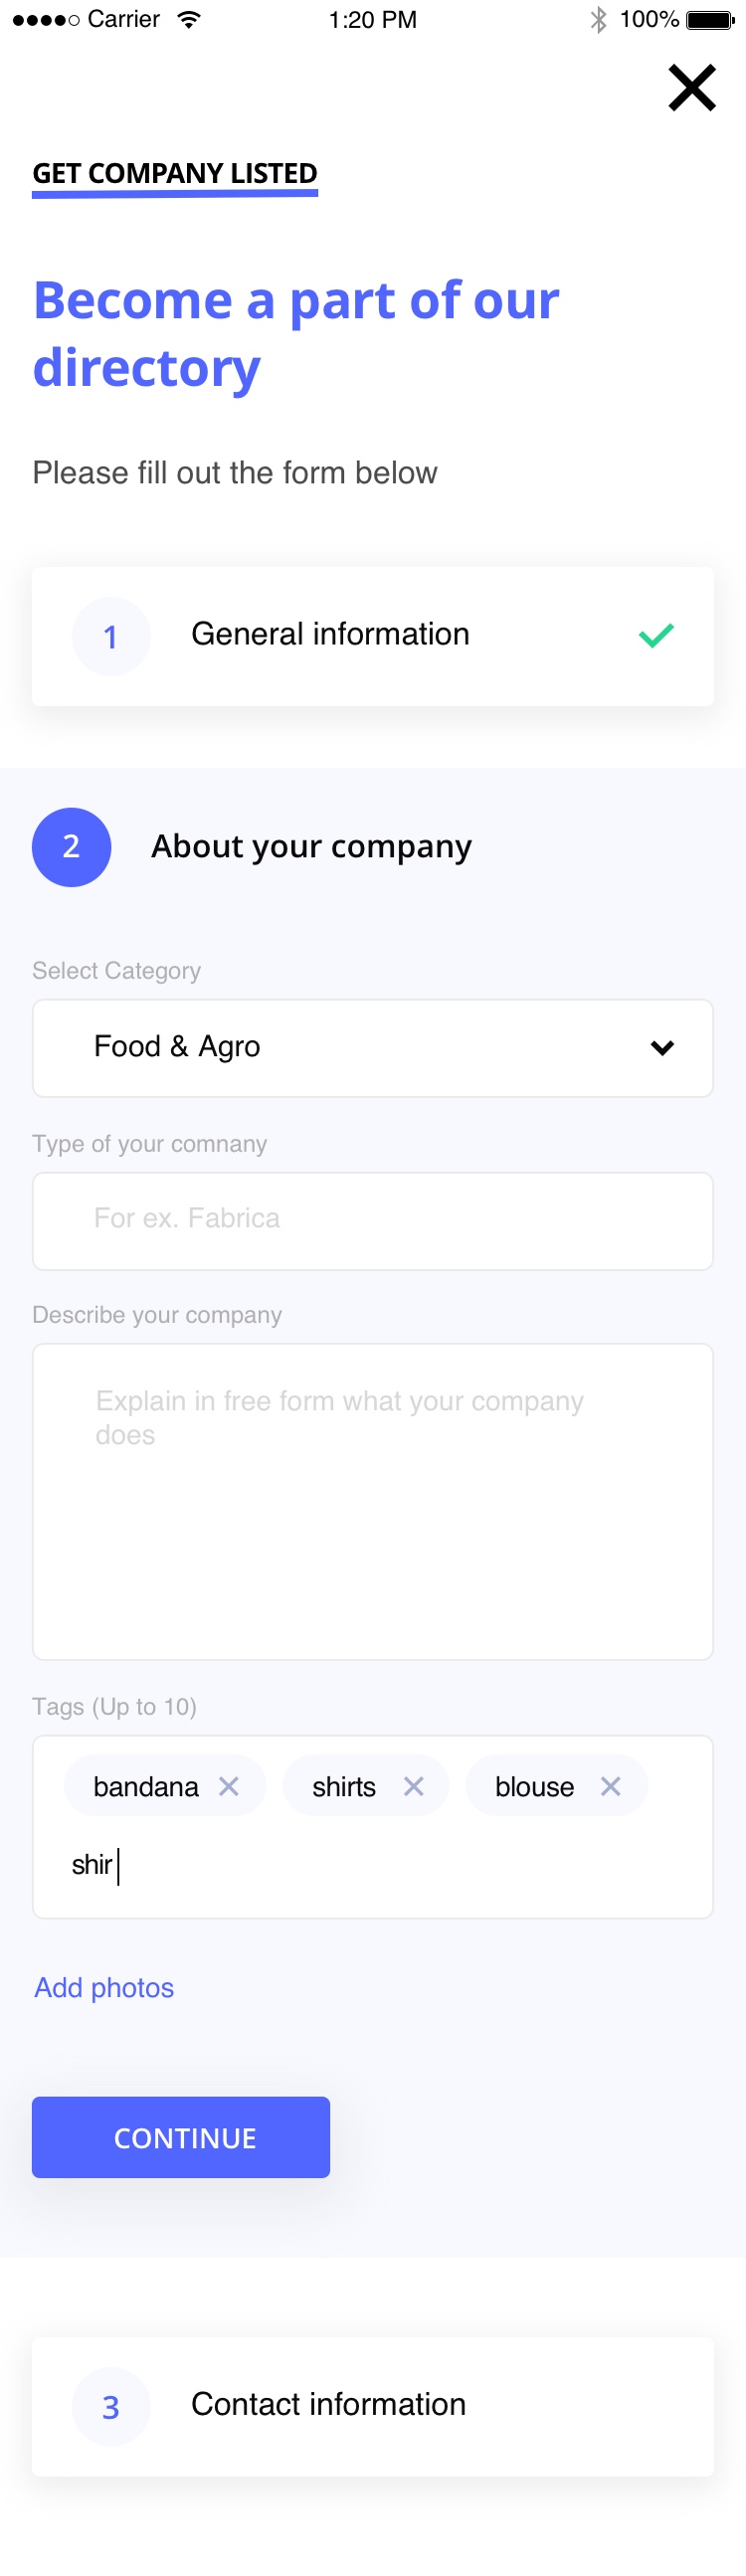 Carrier 1:20 PM 100%
GET COMPANY LISTED
Become a part of our
directory
Please fill out the form below
1 General information
2 About your company
Select Category
Food & Agro
Type of your comnany
For ex. Fabrica
Describe your company
Explain in free form what your company
does
Tags (Up to 10)
bandana shirts blouse
shir
Add photos
CONTINUE
3 Contact information